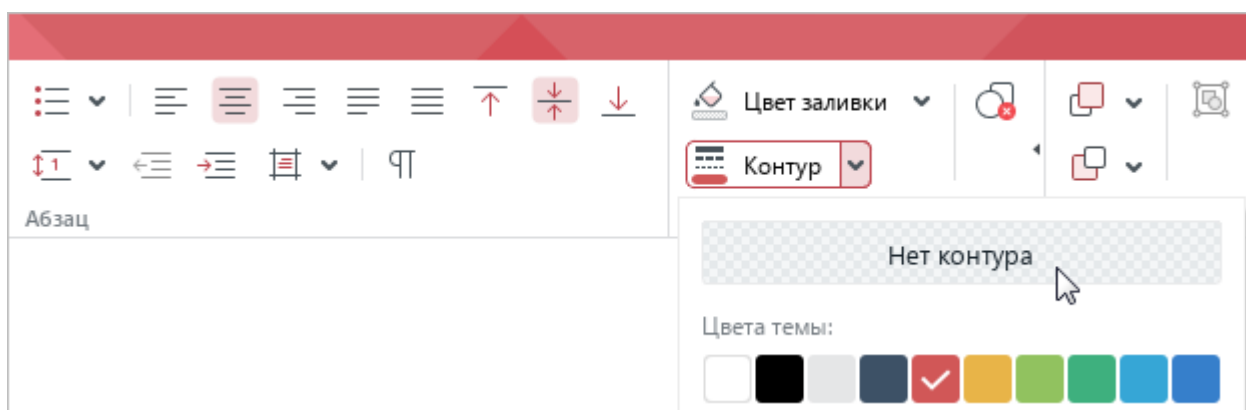 Цвет заливки
Контур
Абзац
Нет контура
Цвета темы: